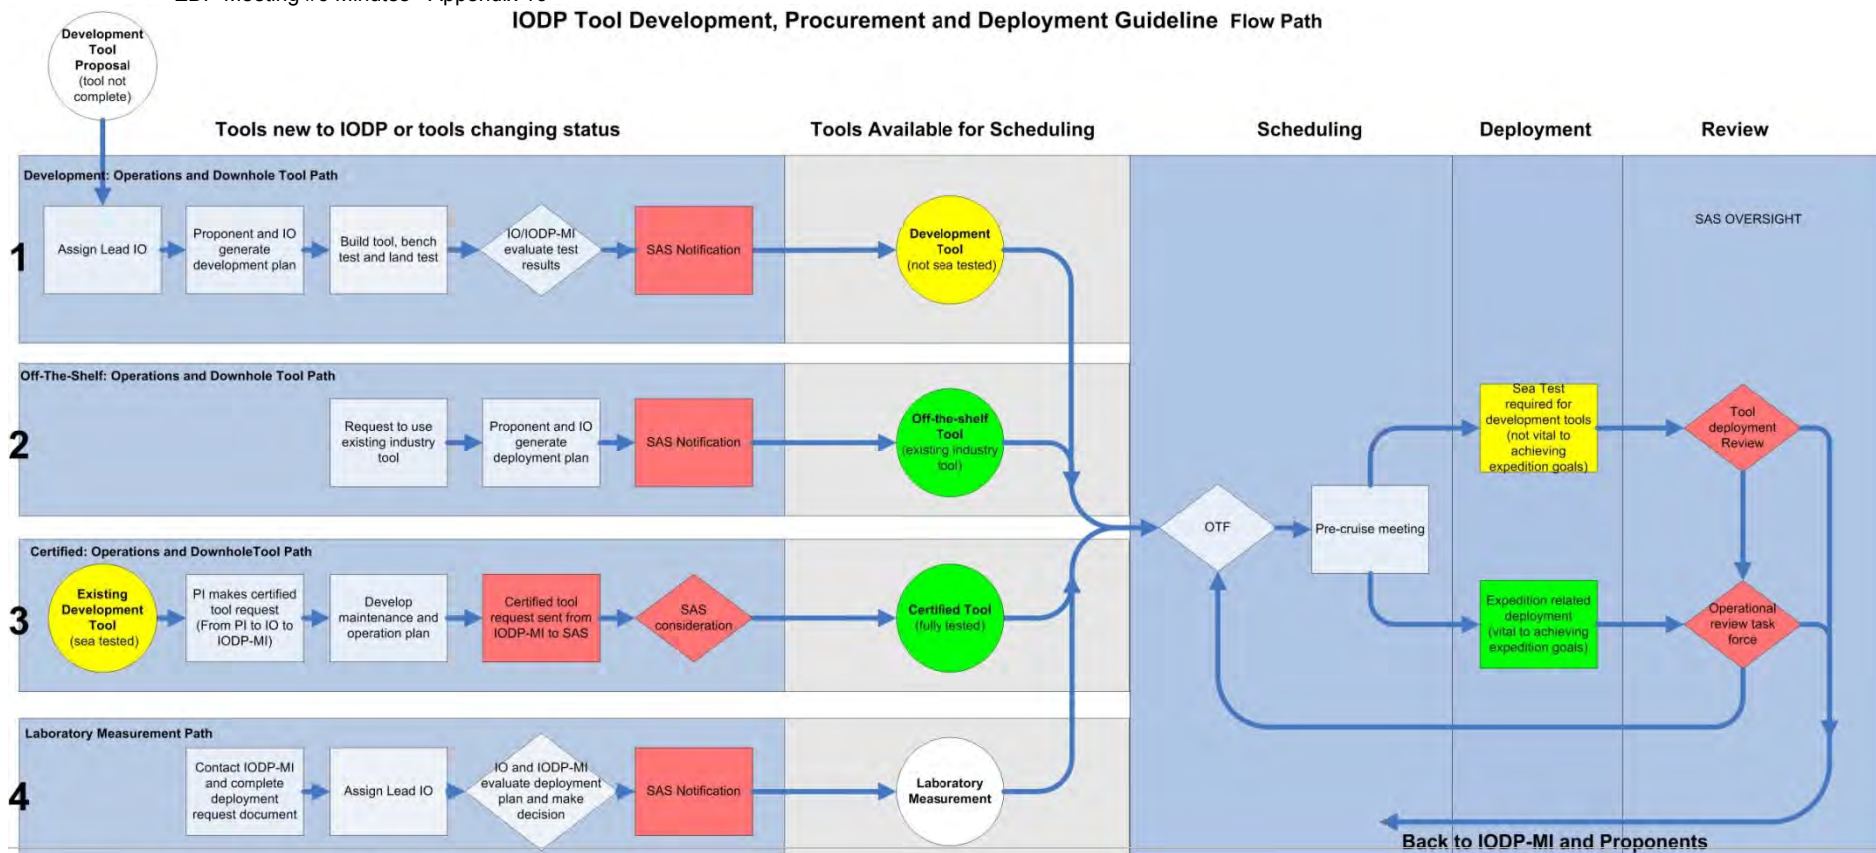 IODP Tool Development, Procurement and Deployment Guideline Flow Path
Development
Tool
Proposal
(tool not
complete)
Tools new to IODP or tools changing status
Tools Available for Scheduling
Scheduling
Deployment
Review
Development: Operations and Downhole Tool Path
1
Assign Lead IO
Proponent and IO
generate
development plan
Build tool, bench
test and land test
IO/IODP-MI
evaluate test
results
SAS Notification
Development
Tool
(not sea tested)
SAS OVERSIGHT
Off-The-Shelf: Operations and Downhole Tool Path
2
Request to use
existing industry
tool
Proponent and IO
generate
deployment plan
SAS Notification
Off-the-shelf
Tool
(existing industry
tool)
Certified: Operations and DownholeTool Path
3
Existing
Development
Tool
(sea tested)
PI makes certified
tool request
(From PI to IO to
IODP-MI)
Develop
maintenance and
operation plan
Certified tool
request sent from
IODP-MI to SAS
SAS
consideration
Certified Tool
(fully tested)
OTF
Pre-cruise meeting
Sea Test
required for
development tools
(not vital to
achieving
expedition goals)
Tool
deployment
Review
Expedition related
deployment
(vital to achieving
expedition goals)
Operational
review task
force
Laboratory Measurement Path
4
Contact IODP-MI
and complete
deployment
request document
Assign Lead IO
IO and IODP-MI
evaluate deployment
plan and make
decision
SAS Notification
Laboratory
Measurement
Back to IODP-MI and Proponents